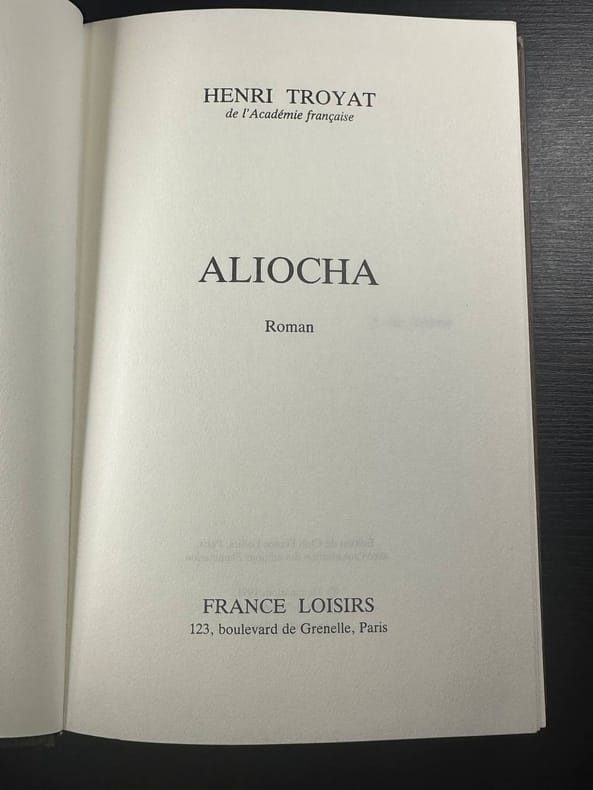 HENRI TROYAT
de l'Académie française
ALIOCHA
Roman
FRANCE LOISIRS
123, boulevard de Grenelle, Paris